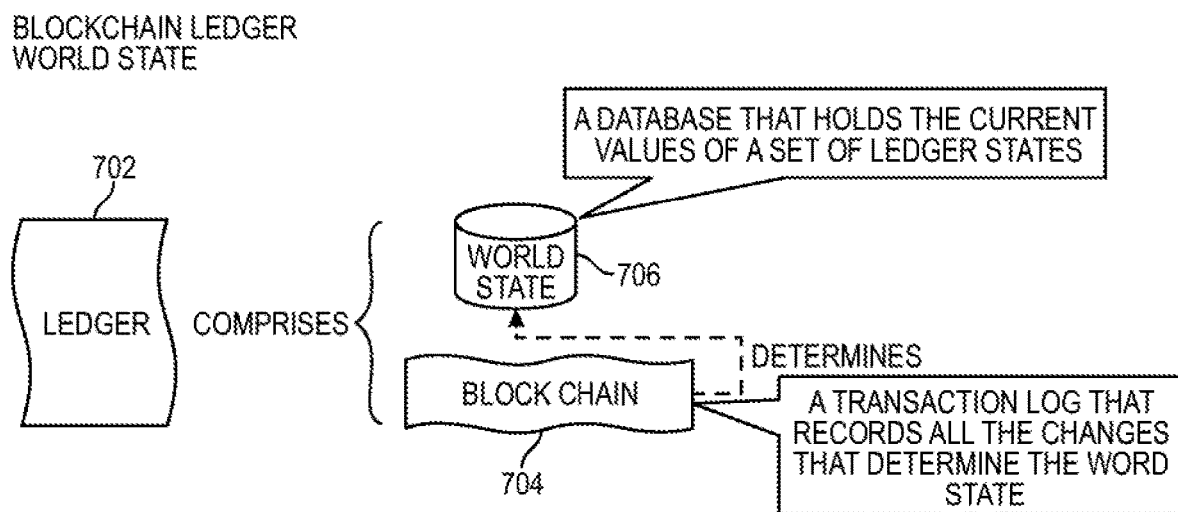 BLOCKCHAIN LEDGER
WORLD STATE
A DATABASE THAT HOLDS THE CURRENT
VALUES OF A SET OF LEDGER STATES
702
WORLD
STATE
706
LEDGER
COMPRISES
DETERMINES
BLOCK CHAIN
704
A TRANSACTION LOG THAT
RECORDS ALL THE CHANGES
THAT DETERMINE THE WORD
STATE